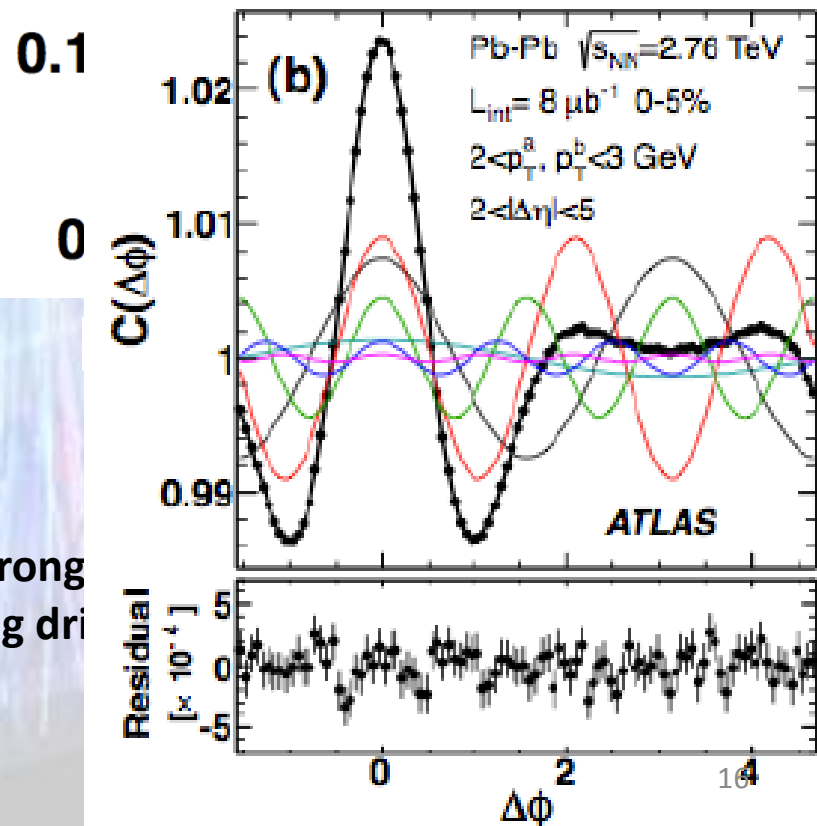 0.1
0
rong
g dri
(b)
Pb-Pb √sNN=2.76 TeV
Lint= 8 μb-1 0-5%
2<pTa, pTb<3 GeV
2<|Δη|<5
C(Δϕ)
1.02
1.01
1
0.99
ATLAS
Residual
[× 10-4 ]
5
0
-5
0 2 4
16
Δϕ